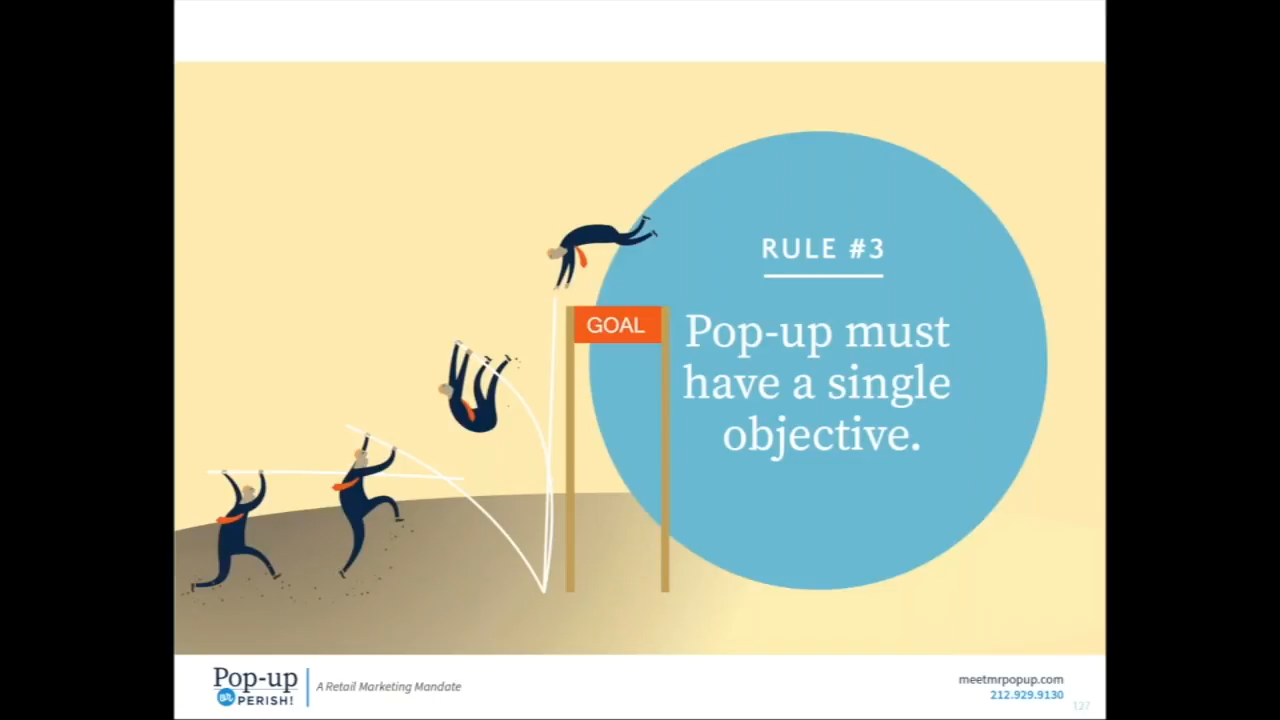 RULE #3
GOAL
Pop-up must
have a single
objective.
Pop-up
or PERISH!
A Retail Marketing Mandate
meetmrpopup.com
212.929.9130
127